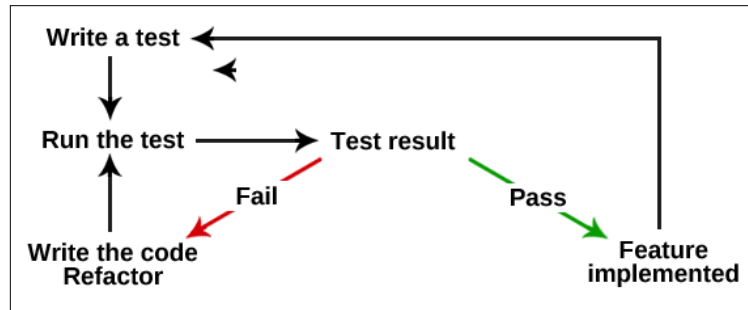 Write a test
Run the test
Test result
Fail
Pass
Write the code
Refactor
Feature
implemented